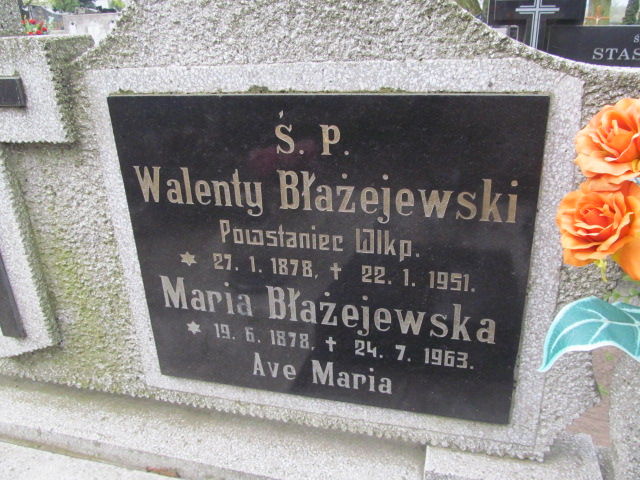 Ś. P.
Walenty Błażejewski
Powstaniec Wlkp.
* 27. 1. 1878, + 22. 1. 1951.
Maria Błażejewska
* 19. 6. 1878, + 24. 7. 1963.
Ave Maria